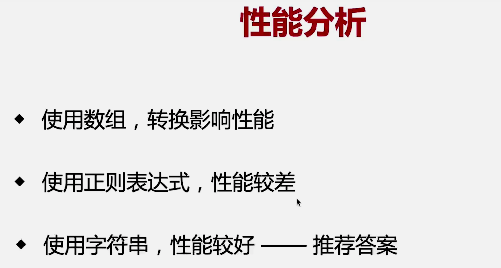 性能分析
◆ 使用数组，转换影响性能
◆ 使用正则表达式，性能较差
◆ 使用字符串，性能较好 —— 推荐答案